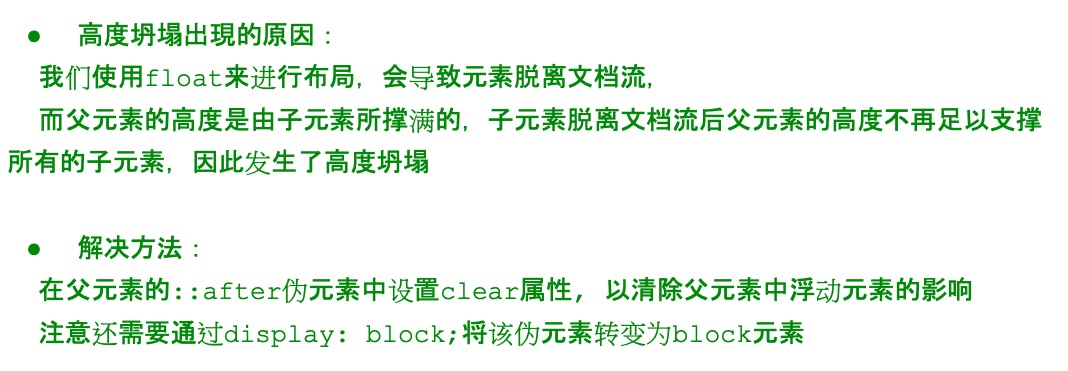 ● 高度坍塌出現的原因：
我们使用float来进行布局，会导致元素脱离文档流，
而父元素的高度是由子元素所撑满的，子元素脱离文档流后父元素的高度不再足以支撑
所有的子元素，因此发生了高度坍塌
● 解决方法：
在父元素的::after伪元素中设置clear属性, 以清除父元素中浮动元素的影响
注意还需要通过display: block;将该伪元素转变为block元素